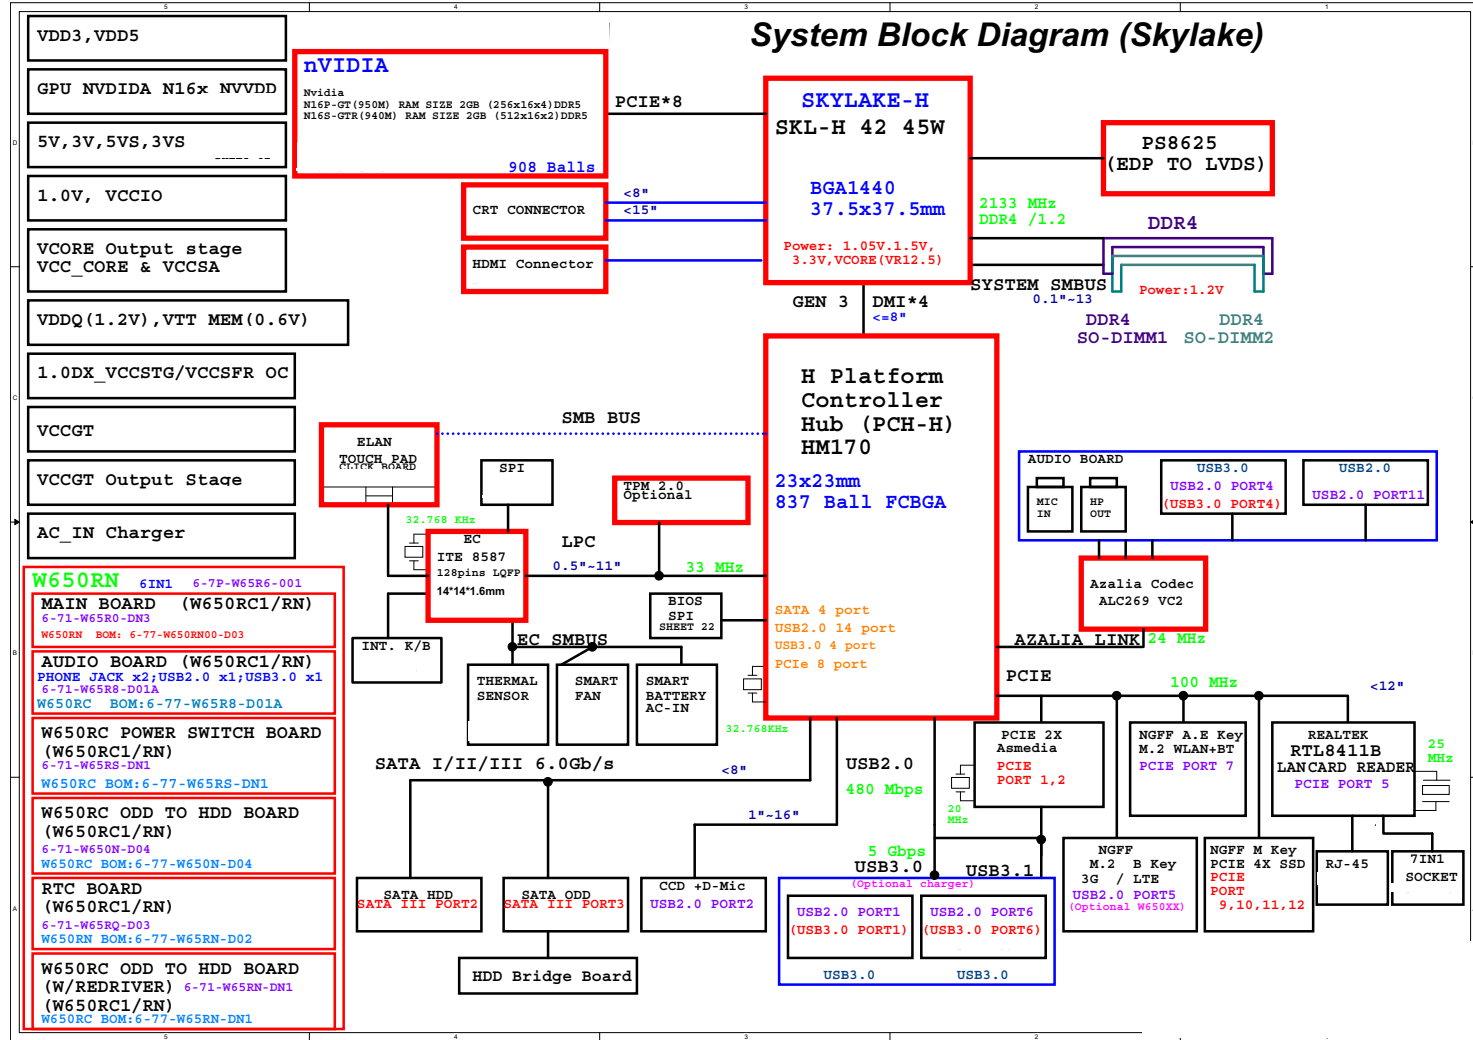 System Block Diagram (Skylake)
VDD3,VDD5
GPU NVDIDA N16x NVVDD
5V,3V,5VS,3VS
1.0V, VCCIO
VCORE Output stage
VCC_CORE & VCCSA
VDDQ(1.2V),VTT MEM(0.6V)
1.0DX_VCCSTG/VCCSFR OC
VCCGT
VCCGT Output Stage
AC_IN Charger
nVIDIA
Nvidia
N16P-GT(950M) RAM SIZE 2GB (256x16x4)DDR5
N16S-GTR(940M) RAM SIZE 2GB (512x16x2)DDR5
908 Balls
PCIE*8
CRT CONNECTOR
<8"
<15"
HDMI Connector
SKYLAKE-H
SKL-H 42 45W
BGA1440
37.5x37.5mm
Power: 1.05V.1.5V,
3.3V,VCORE(VR12.5)
PS8625
(EDP TO LVDS)
2133 MHz
DDR4 /1.2
DDR4
SYSTEM SMBUS
0.1"~13
Power:1.2V
DDR4
SO-DIMM1
DDR4
SO-DIMM2
GEN 3
DMI*4
<=8"
H Platform
Controller
Hub (PCH-H)
HM170
23x23mm
837 Ball FCBGA
SATA 4 port
USB2.0 14 port
USB3.0 4 port
PCIe 8 port
SMB BUS
ELAN
TOUCH PAD
CLICK BOARD
SPI
TPM 2.0
Optional
32.768 KHz
EC
ITE 8587
128pins LQFP
14*14*1.6mm
LPC
0.5"~11"
33 MHz
BIOS
SPI
SHEET 22
INT. K/B
EC SMBUS
THERMAL
SENSOR
SMART
FAN
SMART
BATTERY
AC-IN
32.768KHz
AUDIO BOARD
MIC
IN
HP
OUT
USB3.0
USB2.0 PORT4
(USB3.0 PORT4)
USB2.0
USB2.0 PORT11
Azalia Codec
ALC269 VC2
AZALIA LINK
24 MHz
PCIE
100 MHz
<12"
PCIE 2X
Asmedia
PCIE
PORT 1,2
20
MHz
NGFF A.E Key
M.2 WLAN+BT
PCIE PORT 7
REALTEK
RTL8411B
LANCARD READER
PCIE PORT 5
25
MHz
NGFF
M.2 B Key
3G / LTE
USB2.0 PORT5
(Optional W650XX)
NGFF M Key
PCIE 4X SSD
PCIE
PORT
9,10,11,12
RJ-45
7IN1
SOCKET
SATA I/II/III 6.0Gb/s
<8"
1"~16"
USB2.0
480 Mbps
5 Gbps
USB3.0
USB3.1
(Optional charger)
SATA HDD
SATA III PORT2
SATA ODD
SATA III PORT3
CCD +D-Mic
USB2.0 PORT2
USB2.0 PORT1
(USB3.0 PORT1)
USB3.0
USB2.0 PORT6
(USB3.0 PORT6)
USB3.0
HDD Bridge Board
W650RN 6IN1 6-7P-W65R6-001
MAIN BOARD (W650RC1/RN)
6-71-W65R0-DN3
W650RN BOM: 6-77-W650RN00-D03
AUDIO BOARD (W650RC1/RN)
PHONE JACK x2;USB2.0 x1;USB3.0 x1
6-71-W65R8-D01A
W650RC BOM:6-77-W65R8-D01A
W650RC POWER SWITCH BOARD
(W650RC1/RN)
6-71-W65RS-DN1
W650RC BOM:6-77-W65RS-DN1
W650RC ODD TO HDD BOARD
(W650RC1/RN)
6-71-W650N-D04
W650RC BOM:6-77-W650N-D04
RTC BOARD
(W650RC1/RN)
6-71-W65RQ-D03
W650RN BOM:6-77-W65RN-D02
W650RC ODD TO HDD BOARD
(W/REDRIVER) 6-71-W65RN-DN1
(W650RC1/RN)
W650RC BOM:6-77-W65RN-DN1